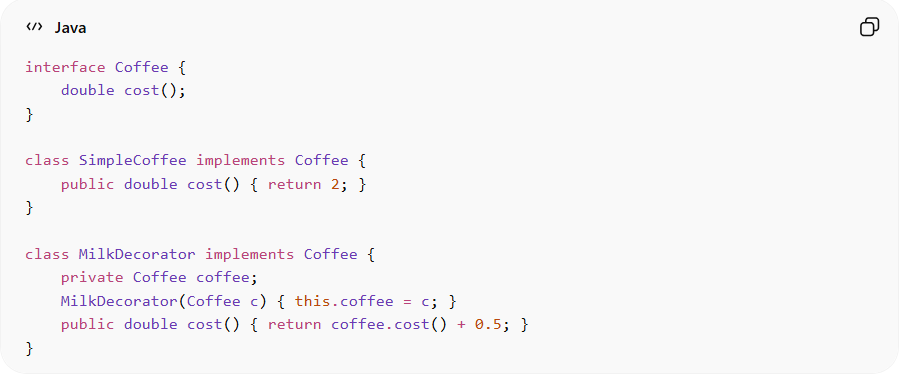 Java
interface Coffee {
    double cost();
}
class SimpleCoffee implements Coffee {
    public double cost() { return 2; }
}
class MilkDecorator implements Coffee {
    private Coffee coffee;
    MilkDecorator(Coffee c) { this.coffee = c; }
    public double cost() { return coffee.cost() + 0.5; }
}